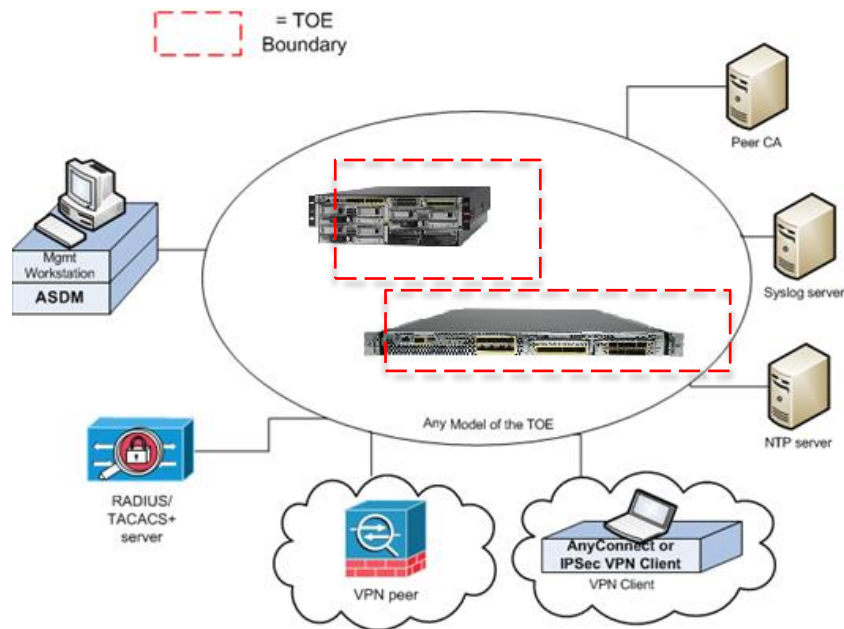 = TOE
Boundary
Peer CA
Mgmt
Workstation
ASDM
Syslog server
Any Model of the TOE
NTP server
RADIUS/
TACACS+
server
VPN peer
AnyConnect or
IPSec VPN Client
VPN Client